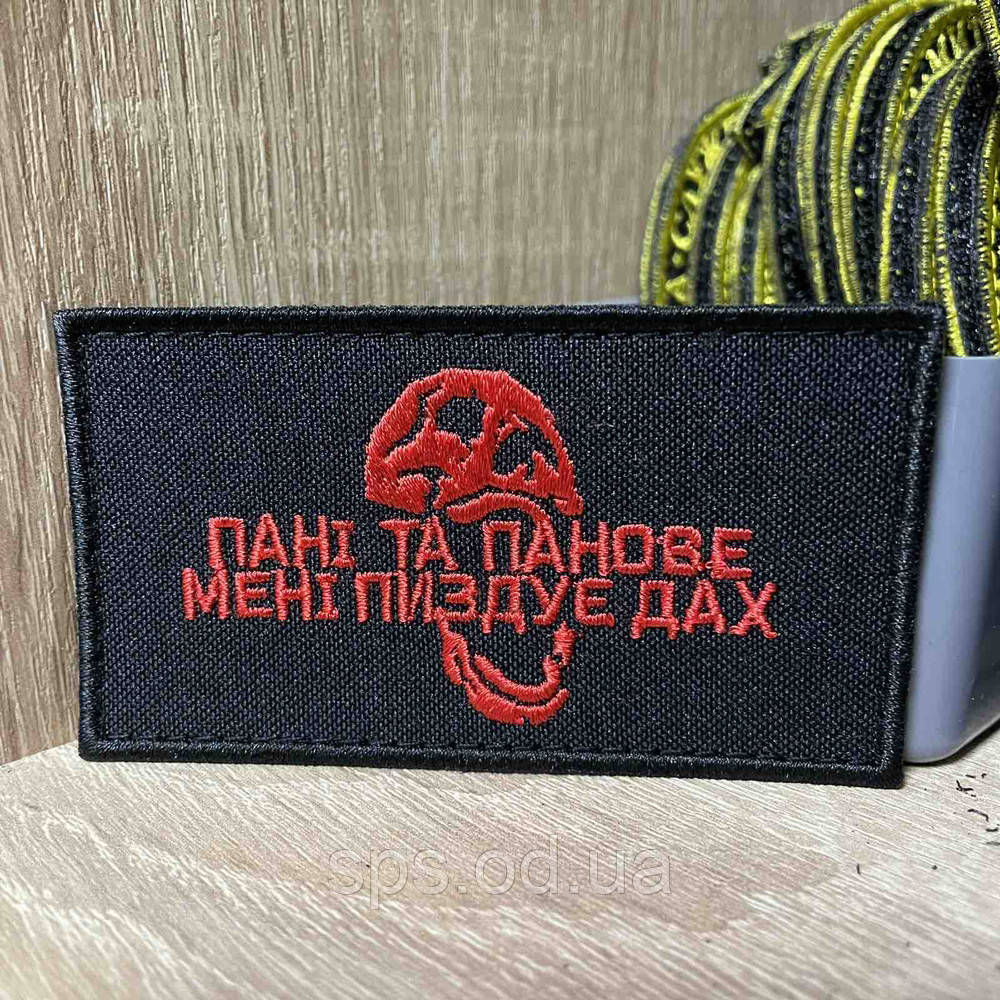 ПАНІ ТА ПАНОВЕ
МЕНІ ПИЗДУЄ ДАХ
sps.od.ua